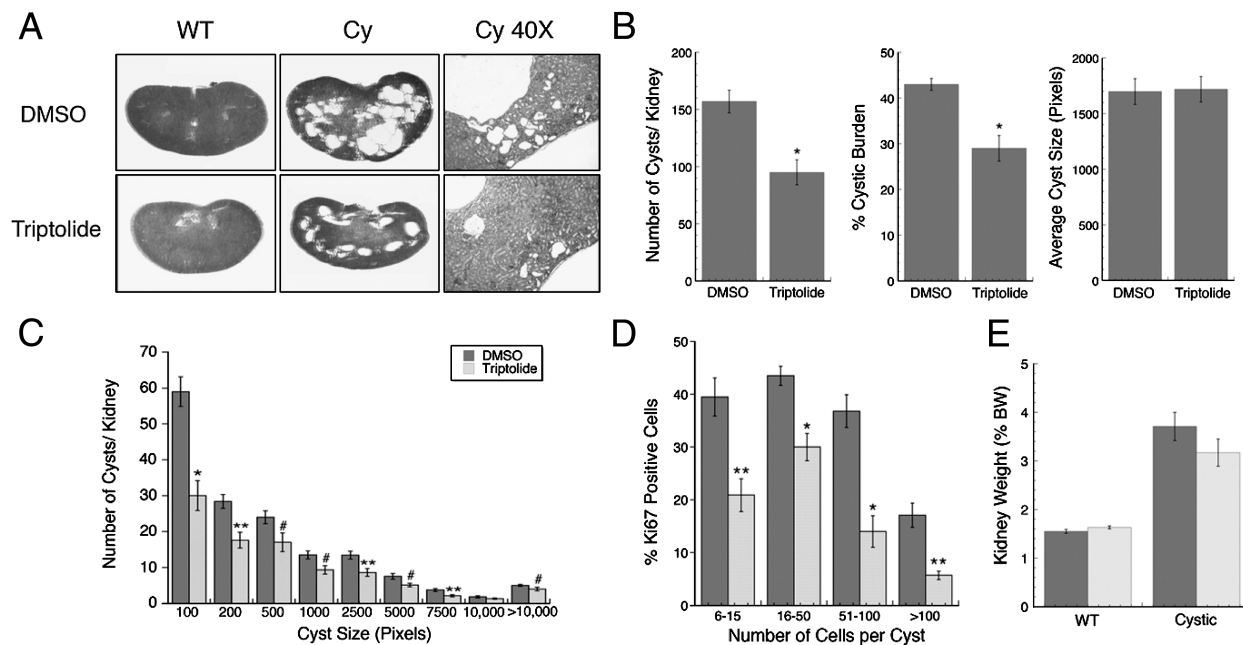 A
WT
Cy
Cy 40X
DMSO
Triptolide
B
Number of Cysts/ Kidney
200
150
100
50
0
*
DMSO
Triptolide
% Cystic Burden
50
40
30
20
10
0
*
DMSO
Triptolide
Average Cyst Size (Pixels)
2000
1500
1000
500
0
DMSO
Triptolide
C
Number of Cysts/ Kidney
70
60
50
40
30
20
10
0
DMSO
Triptolide
* ** # # ** # ** #
100 200 500 1000 2500 5000 7500 10,000 >10,000
Cyst Size (Pixels)
D
% Ki67 Positive Cells
50
40
30
20
10
0
** * * **
6-15 16-50 51-100 >100
Number of Cells per Cyst
E
Kidney Weight (% BW)
5
4
3
2
1
0
WT Cystic